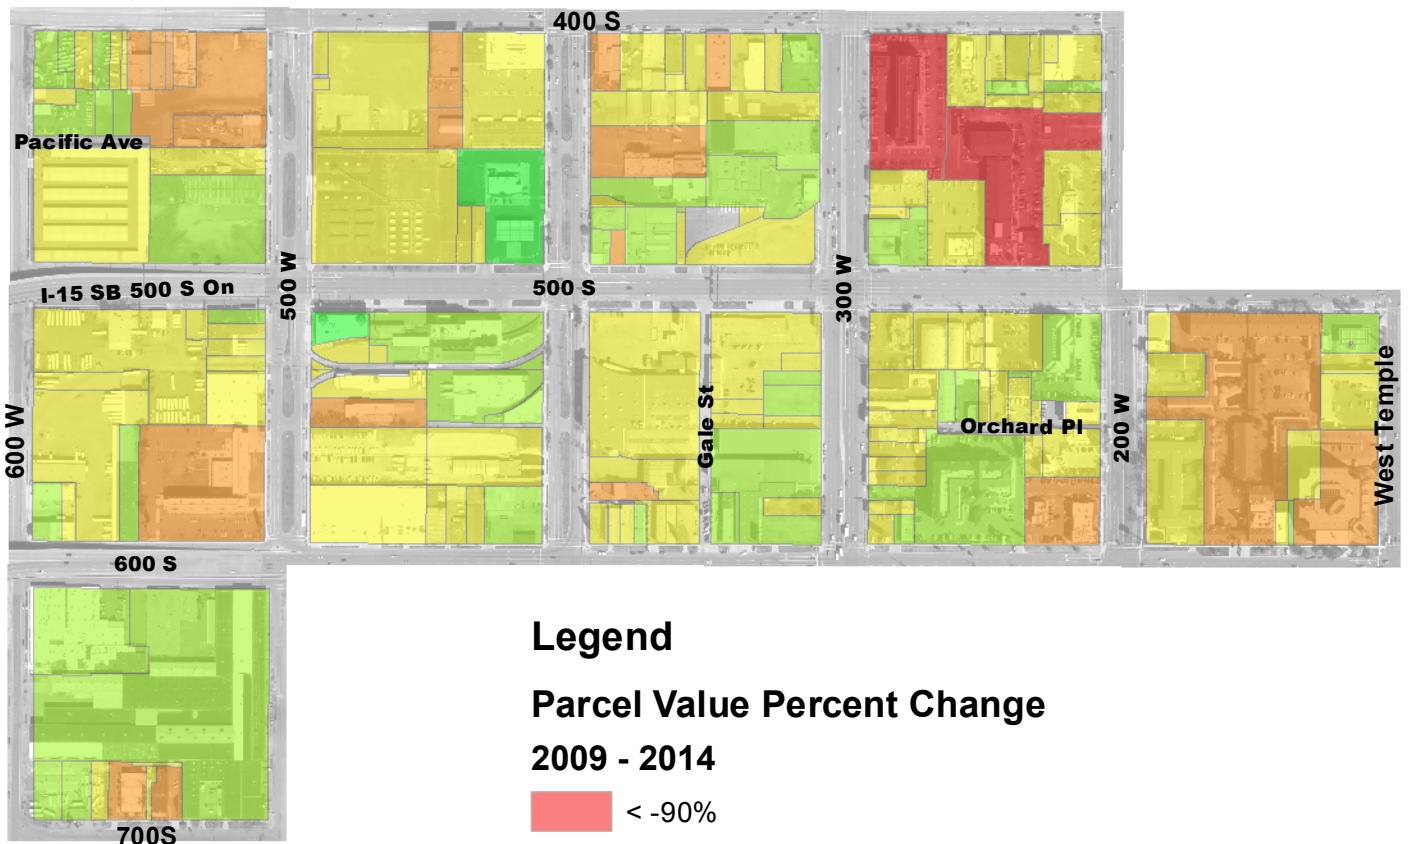 400 S
Pacific Ave
500 W
300 W
I-15 SB 500 S On
500 S
600 W
Gale St
Orchard Pl
200 W
West Temple
600 S
700S
Legend
Parcel Value Percent Change
2009 - 2014
< -90%